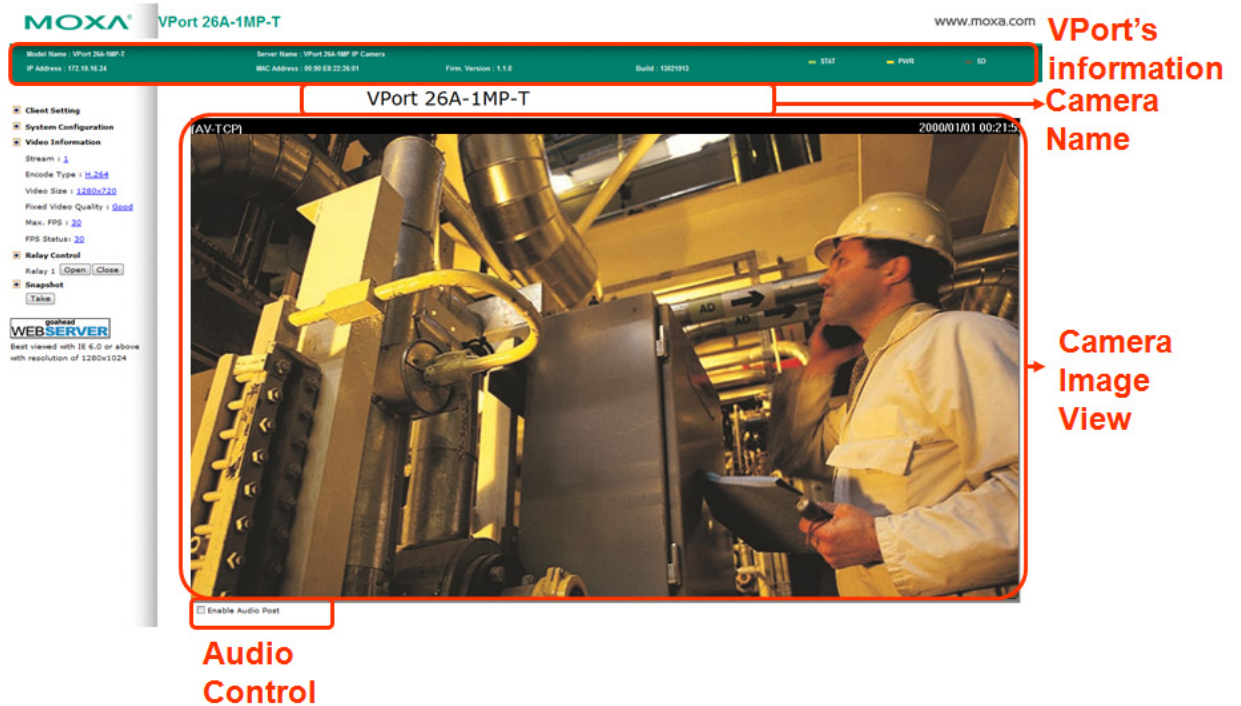 MOXA® VPort 26A-1MP-T www.moxa.com
VPort's
information
Model Name : VPort 26A-1MP-T Server Name : VPort 26A-1MP IP Camera
IP Address : 172.19.16.24 MAC Address : 00:90:E8:22:26:01 Firm. Version : 1.1.0 Build : 13021913 STAT PWR SD
VPort 26A-1MP-T
Camera
Name
Client Setting
System Configuration
Video Information
Stream : 1
Encode Type : H.264
Video Size : 1280x720
Fixed Video Quality : Good
Max. FPS : 30
FPS Status: 30
Relay Control
Relay 1 Open Close
Snapshot
Take
goahead
WEBSERVER
Best viewed with IE 6.0 or above
with resolution of 1280x1024
(AV-TCP) 2000/01/01 00:21:5
AD
AD
Camera
Image
View
Enable Audio Post
Audio
Control